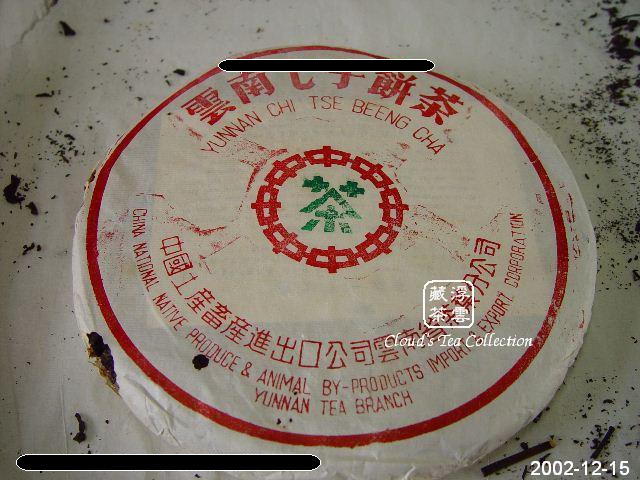 雲南七子餅茶
YUNNAN CHI TSE BEENG CHA
茶
中國土產畜產進出口公司雲南省茶葉分公司
CHINA NATIONAL NATIVE PRODUCE & ANIMAL BY-PRODUCTS IMPORT & EXPORT CORPORATION
YUNNAN TEA BRANCH
浮雲
藏茶
Cloud's Tea Collection
2002-12-15